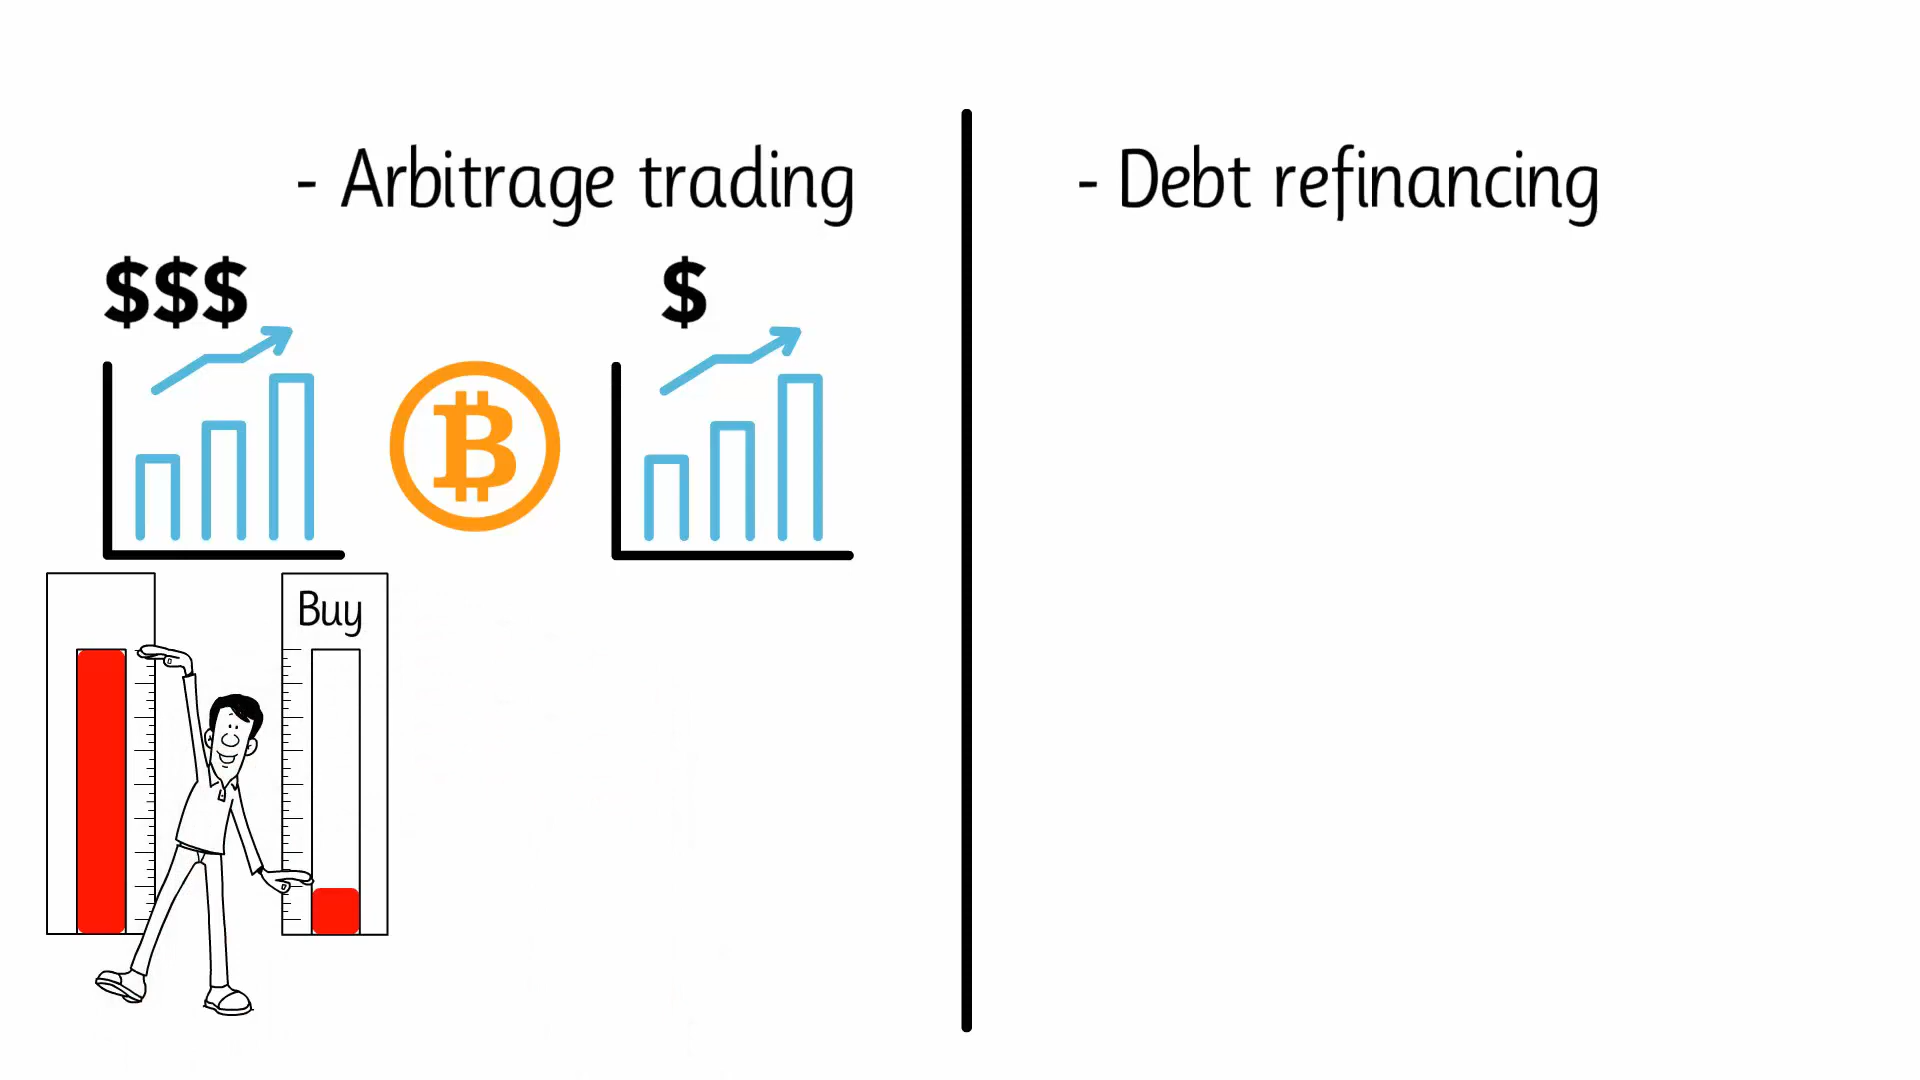 - Arbitrage trading
$$$
$
Buy
- Debt refinancing